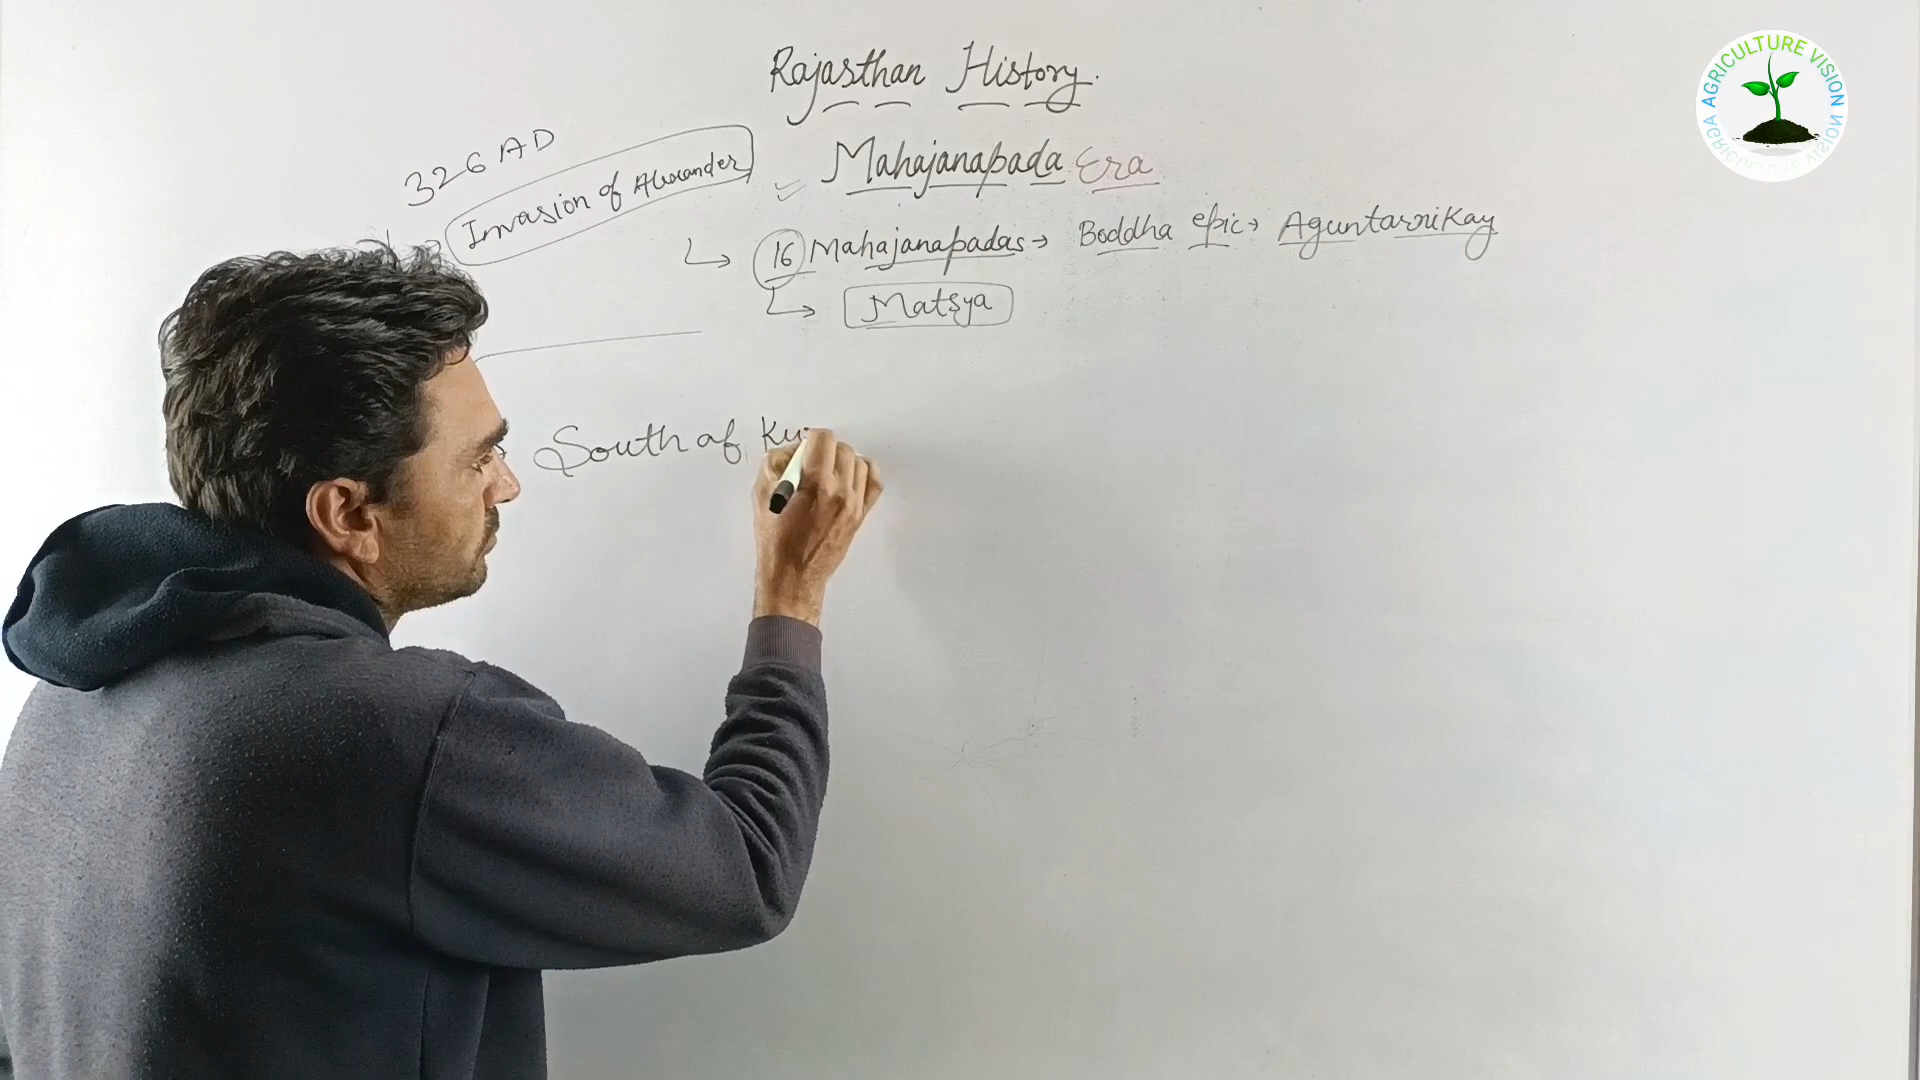 Rajasthan History.
Mahajanapada Era
326 AD
Invasion of Alexander
16 Mahajanapadas → Boddha epic → Aguntarnikay
Matsya
South of Ku
AGRICULTURE VISION